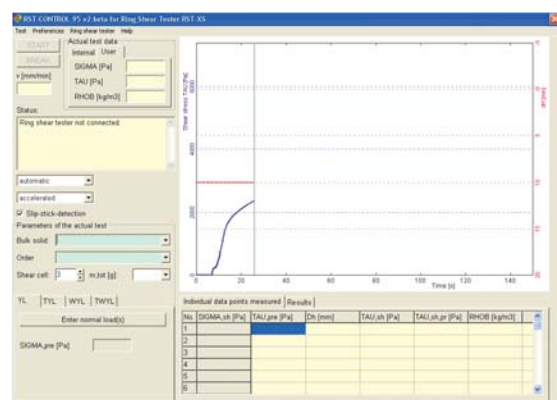 RST-CONTROL 95 v2 beta for Ring Shear Tester RST-XS
Test Preferences Ring shear tester Help
START
BREAK
v [mm/min]
Actual test data
Internal User
SIGMA [Pa]
TAU [Pa]
RHOB [kg/m3]
Status:
Ring shear tester not connected.
automatic
accelerated
Slip-stick-detection
Parameters of the actual test
Bulk solid:
Order
Shear cell: 3 m,tot [g]
YL TYL WYL TWYL
Enter normal load(s)
SIGMA,pre [Pa]
Shear stress TAU [Pa]
0 2000 4000 6000
0 20 40 60 80 100 120 140
Time [s]
Individual data points measured Results
No SIGMA,sh [Pa] TAU,pre [Pa] Dh [mm] TAU,sh [Pa] TAU,sh,pr [Pa] RHOB [kg/m3]
1
2
3
4
5
6